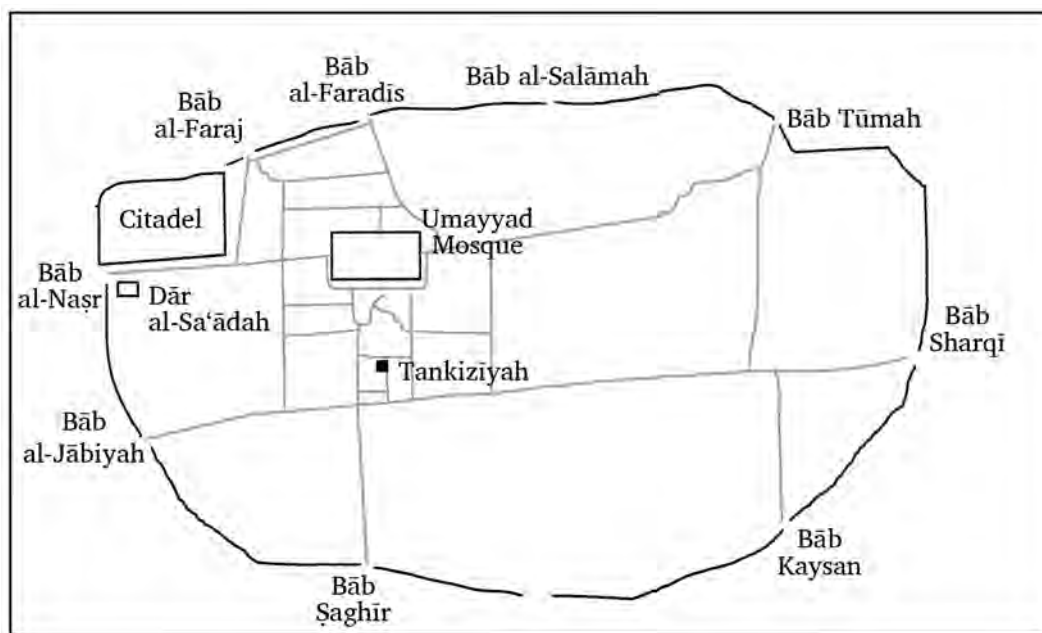 Bāb
al-Faradīs
Bāb al-Salāmah
Bāb
al-Faraj
Bāb Tūmah
Citadel
Umayyad
Mosque
Bāb
al-Naṣr
Dār
al-Sa‘ādah
Bāb
Sharqī
Tankizīyah
Bāb
al-Jābiyah
Bāb
Kaysan
Bāb
Ṣaghīr